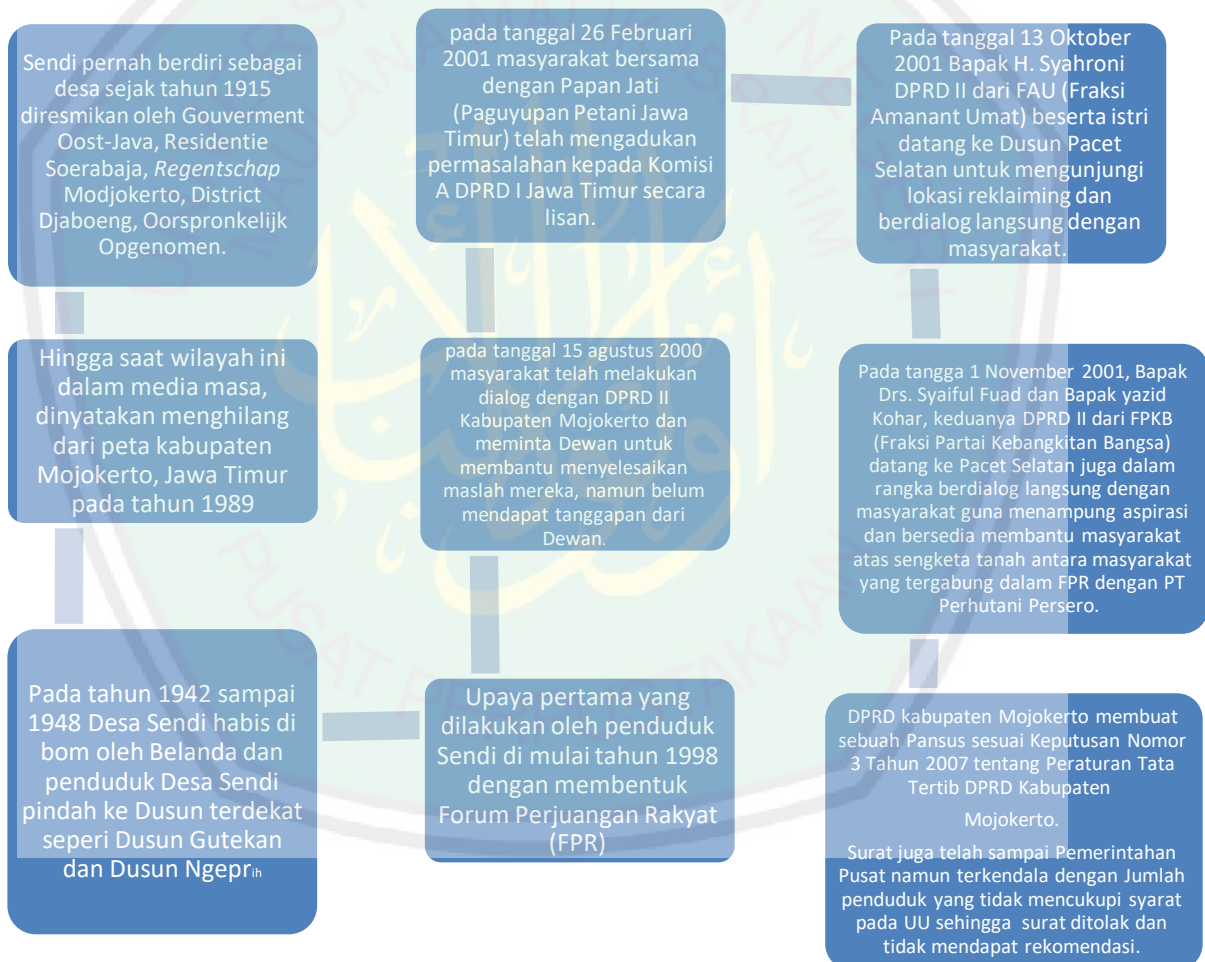 Sendi pernah berdiri sebagai
desa sejak tahun 1915
diresmikan oleh Gouverment
Oost-Java, Residentie
Soerabaja, Regentschap
Modjokerto, District
Djaboeng, Oorspronkelijk
Opgenomen.
Hingga saat wilayah ini
dalam media masa,
dinyatakan menghilang
dari peta kabupaten
Mojokerto, Jawa Timur
pada tahun 1989
Pada tahun 1942 sampai
1948 Desa Sendi habis di
bom oleh Belanda dan
penduduk Desa Sendi
pindah ke Dusun terdekat
seperi Dusun Gutekan
dan Dusun Ngeprih
Upaya pertama yang
dilakukan oleh penduduk
Sendi di mulai tahun 1998
dengan membentuk
Forum Perjuangan Rakyat
(FPR)
pada tanggal 15 agustus 2000
masyarakat telah melakukan
dialog dengan DPRD II
Kabupaten Mojokerto dan
meminta Dewan untuk
membantu menyelesaikan
maslah mereka, namun belum
mendapat tanggapan dari
Dewan.
pada tanggal 26 Februari
2001 masyarakat bersama
dengan Papan Jati
(Paguyupan Petani Jawa
Timur) telah mengadukan
permasalahan kepada Komisi
A DPRD I Jawa Timur secara
lisan.
Pada tanggal 13 Oktober
2001 Bapak H. Syahroni
DPRD II dari FAU (Fraksi
Amanant Umat) beserta istri
datang ke Dusun Pacet
Selatan untuk mengunjungi
lokasi reklaiming dan
berdialog langsung dengan
masyarakat.
Pada tangga 1 November 2001, Bapak
Drs. Syaiful Fuad dan Bapak yazid
Kohar, keduanya DPRD II dari FPKB
(Fraksi Partai Kebangkitan Bangsa)
datang ke Pacet Selatan juga dalam
rangka berdialog langsung dengan
masyarakat guna menampung aspirasi
dan bersedia membantu masyarakat
atas sengketa tanah antara masyarakat
yang tergabung dalam FPR dengan PT
Perhutani Persero.
DPRD kabupaten Mojokerto membuat
sebuah Pansus sesuai Keputusan Nomor
3 Tahun 2007 tentang Peraturan Tata
Tertib DPRD Kabupaten
Mojokerto.
Surat juga telah sampai Pemerintahan
Pusat namun terkendala dengan Jumlah
penduduk yang tidak mencukupi syarat
pada UU sehingga surat ditolak dan
tidak mendapat rekomendasi.